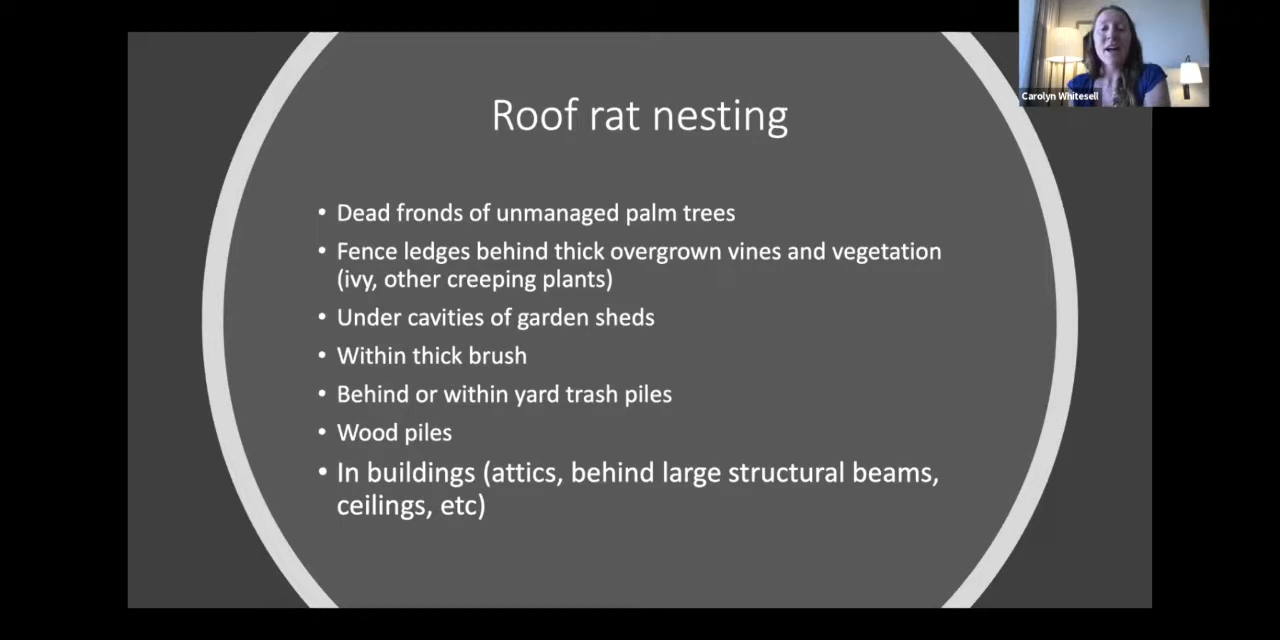 Carolyn Whitesell
Roof rat nesting
• Dead fronds of unmanaged palm trees
• Fence ledges behind thick overgrown vines and vegetation
(ivy, other creeping plants)
• Under cavities of garden sheds
• Within thick brush
• Behind or within yard trash piles
• Wood piles
• In buildings (attics, behind large structural beams,
ceilings, etc)